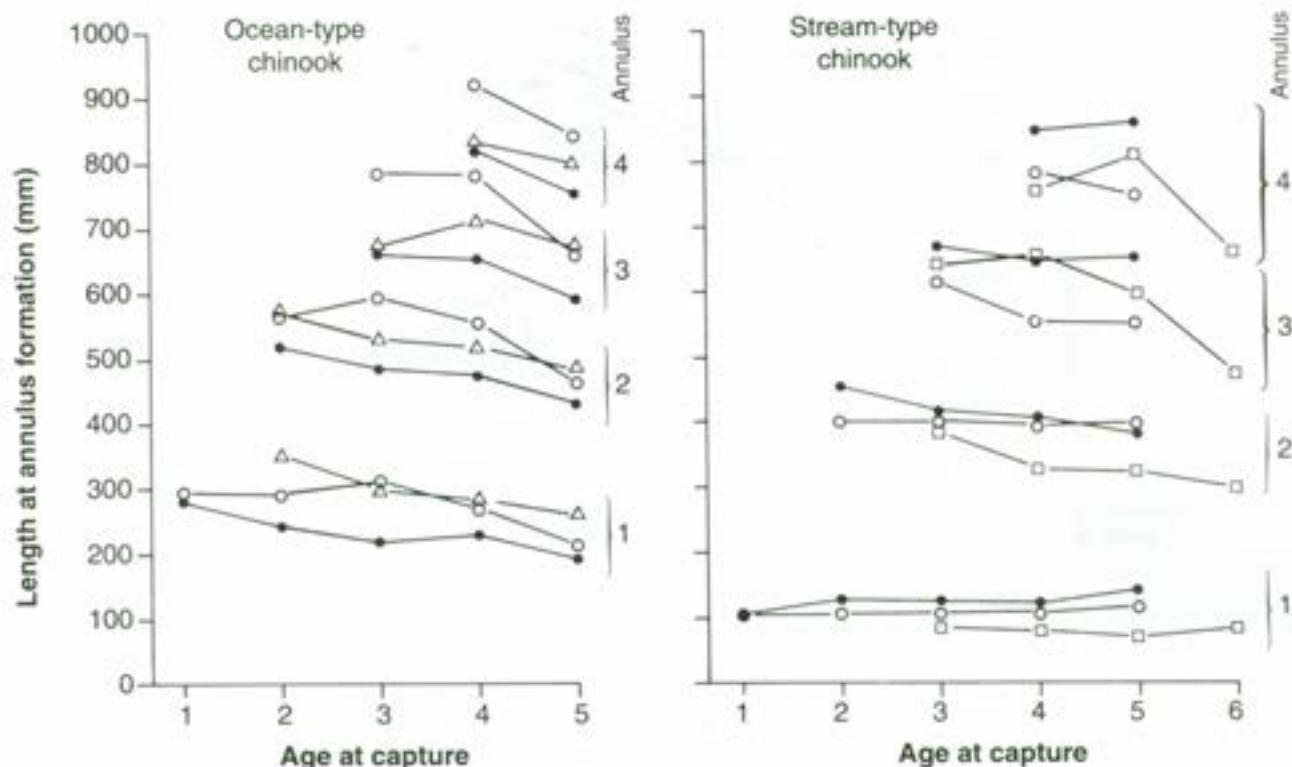 Ocean-type
chinook
Annulus
Length at annulus formation (mm)
1000
900
800
700
600
500
400
300
200
100
0
4
3
2
1
1 2 3 4 5
Age at capture
Stream-type
chinook
Annulus
4
3
2
1
1 2 3 4 5 6
Age at capture